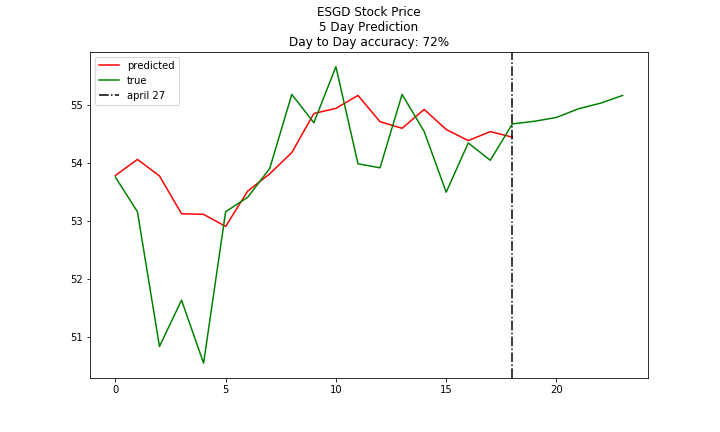 ESGD Stock Price
5 Day Prediction
Day to Day accuracy: 72%
predicted
true
april 27
55
54
53
52
51
0 5 10 15 20